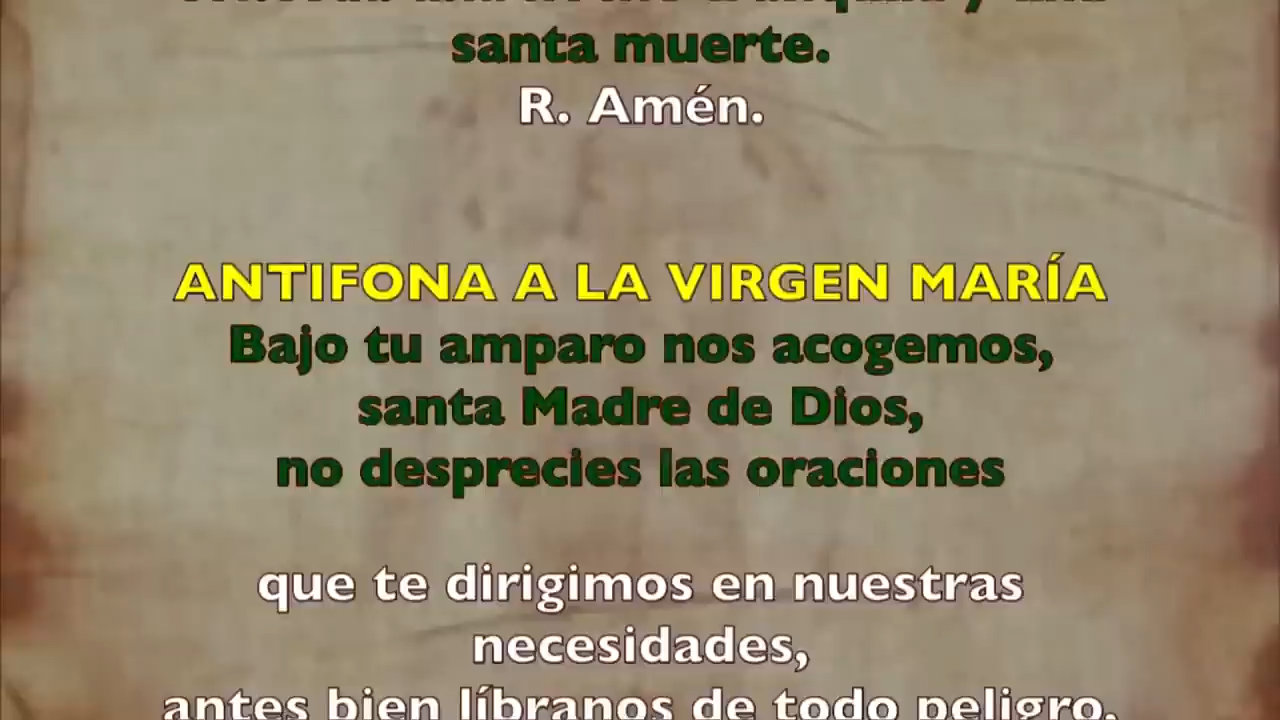 santa muerte.
R. Amén.
ANTIFONA A LA VIRGEN MARÍA
Bajo tu amparo nos acogemos,
santa Madre de Dios,
no desprecies las oraciones
que te dirigimos en nuestras
necesidades,
antes bien líbranos de todo peligro,